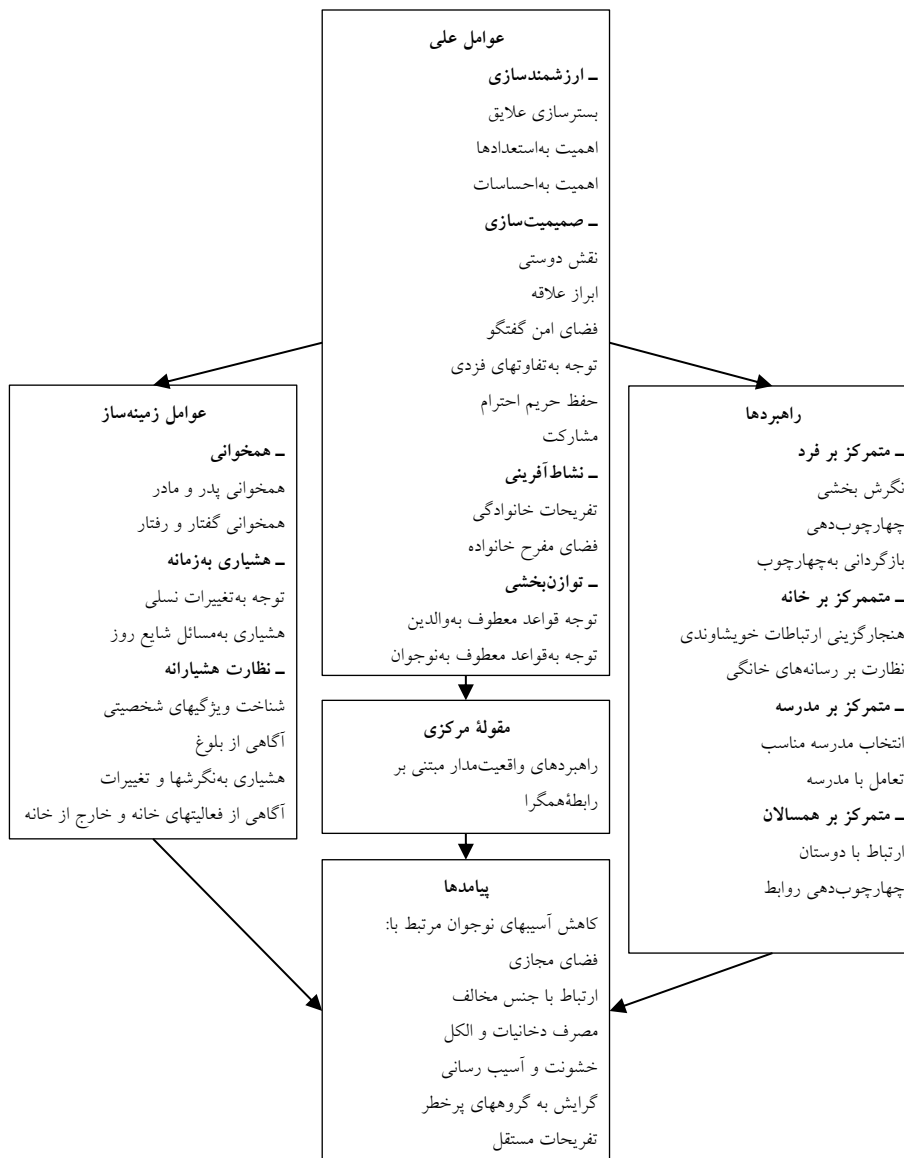 عوامل علی
ـ ارزشمندسازی
بسترسازی علایق
اهمیت به‌استعدادها
اهمیت به‌احساسات
ـ صمیمیت‌سازی
نقش دوستی
ابراز علاقه
فضای امن گفتگو
توجه به‌تفاوتهای فزدی
حفظ حریم احترام
مشارکت
ـ نشاط‌آفرینی
تفریحات خانوادگی
فضای مفرح خانواده
ـ توازن‌بخشی
توجه قواعد معطوف به‌والدین
توجه به‌قواعد معطوف به‌نوجوان
راهبردها
ـ متمرکز بر فرد
نگرش بخشی
چهارچوب‌دهی
بازگردانی به‌چهارچوب
ـ متممرکز بر خانه
هنجارگزینی ارتباطات خویشاوندی
نظارت بر رسانه‌های خانگی
ـ متمرکز بر مدرسه
انتخاب مدرسه مناسب
تعامل با مدرسه
ـ متمرکز بر همسالان
ارتباط با دوستان
چهارچوب‌دهی روابط
عوامل زمینه‌ساز
ـ همخوانی
همخوانی پدر و مادر
همخوانی گفتار و رفتار
ـ هشیاری به‌زمانه
توجه به‌تغییرات نسلی
هشیاری به‌مسائل شایع روز
ـ نظارت هشیارانه
شناخت ویژگیهای شخصیتی
آگاهی از بلوغ
هشیاری به‌نگرشها و تغییرات
آگاهی از فعالیتهای خانه و خارج از خانه
مقولهٔ مرکزی
راهبردهای واقعیت‌مدار مبتنی بر
رابطهٔ‌همگرا
پیامدها
کاهش آسیبهای نوجوان مرتبط با:
فضای مجازی
ارتباط با جنس مخالف
مصرف دخانیات و الکل
خشونت و آسیب رسانی
گرایش به گروههای پرخطر
تفریحات مستقل